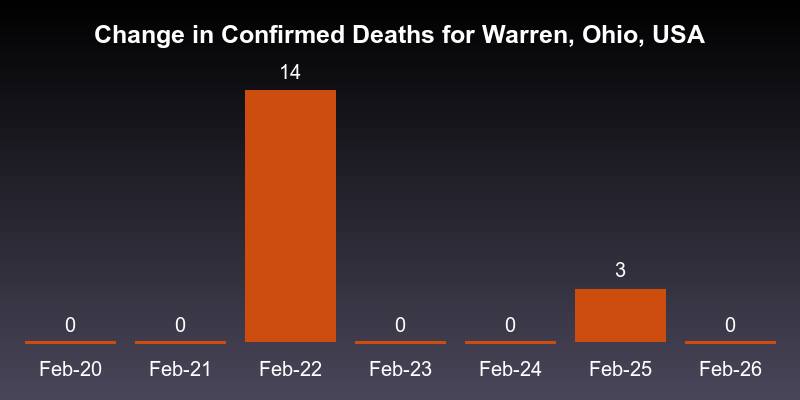 Change in Confirmed Deaths for Warren, Ohio, USA
14
3
0 0 0 0 0
Feb-20 Feb-21 Feb-22 Feb-23 Feb-24 Feb-25 Feb-26